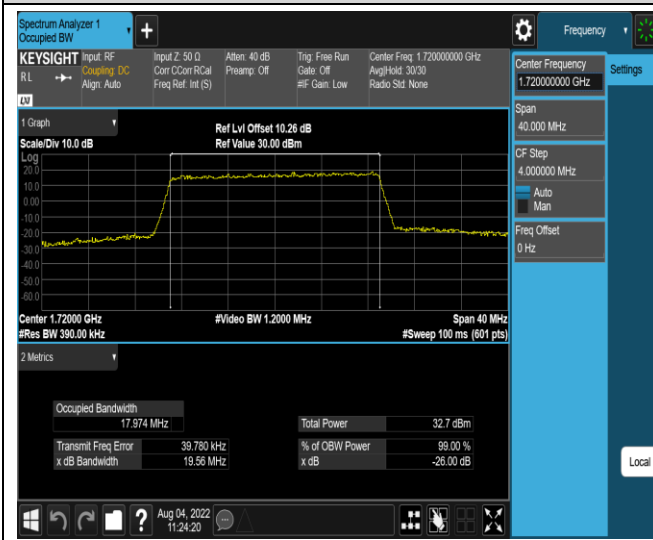 Spectrum Analyzer 1
Occupied BW
+
Frequency
KEYSIGHT
RL
LXI
Input: RF
Coupling: DC
Align: Auto
Input Z: 50 Ω
Corr CCorr RCal
Freq Ref: Int (S)
Atten: 40 dB
Preamp: Off
Trig: Free Run
Gate: Off
#IF Gain: Low
Center Freq: 1.720000000 GHz
Avg|Hold: 30/30
Radio Std: None
Center Frequency
1.720000000 GHz
Settings
Span
40.000 MHz
CF Step
4.000000 MHz
Auto
Man
Freq Offset
0 Hz
1 Graph
Scale/Div 10.0 dB
Ref Lvl Offset 10.26 dB
Ref Value 30.00 dBm
Log
20.0
10.0
0.00
-10.0
-20.0
-30.0
-40.0
-50.0
-60.0
Center 1.72000 GHz
#Res BW 390.00 kHz
#Video BW 1.2000 MHz
Span 40 MHz
#Sweep 100 ms (601 pts)
2 Metrics
Occupied Bandwidth
17.974 MHz
Total Power 32.7 dBm
Transmit Freq Error 39.780 kHz
% of OBW Power 99.00 %
x dB Bandwidth 19.56 MHz
x dB -26.00 dB
Local
?
Aug 04, 2022
11:24:20